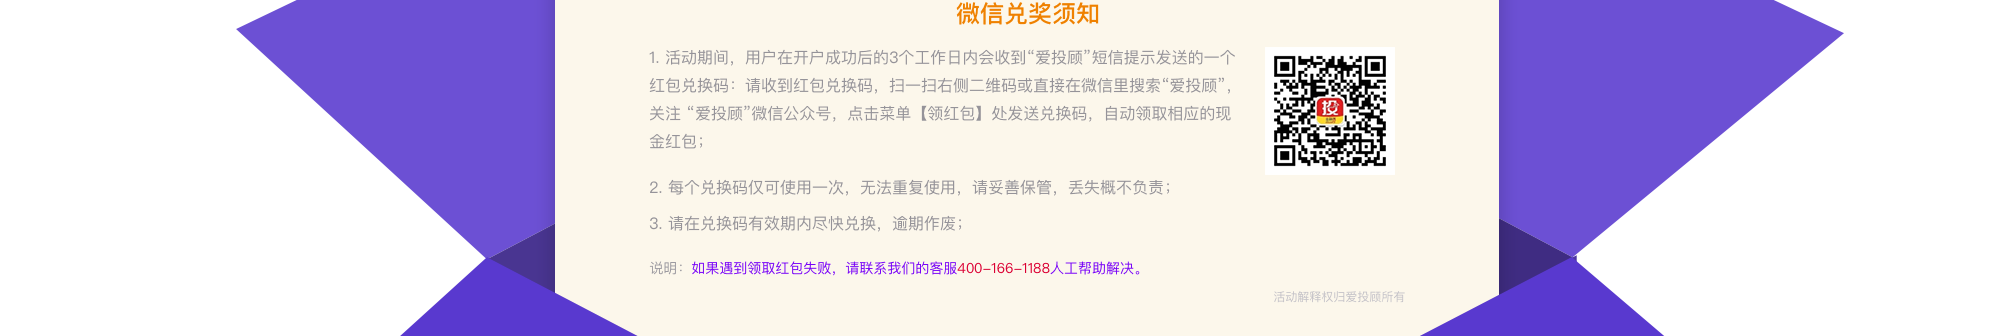 微信兑奖须知
1. 活动期间，用户在开户成功后的3个工作日内会收到“爱投顾”短信提示发送的一个
红包兑换码：请收到红包兑换码，扫一扫右侧二维码或直接在微信里搜索“爱投顾”，
关注 “爱投顾”微信公众号，点击菜单【领红包】处发送兑换码，自动领取相应的现
金红包；
投
2. 每个兑换码仅可使用一次，无法重复使用，请妥善保管，丢失概不负责；
3. 请在兑换码有效期内尽快兑换，逾期作废；
说明：如果遇到领取红包失败，请联系我们的客服400-166-1188人工帮助解决。
活动解释权归爱投顾所有